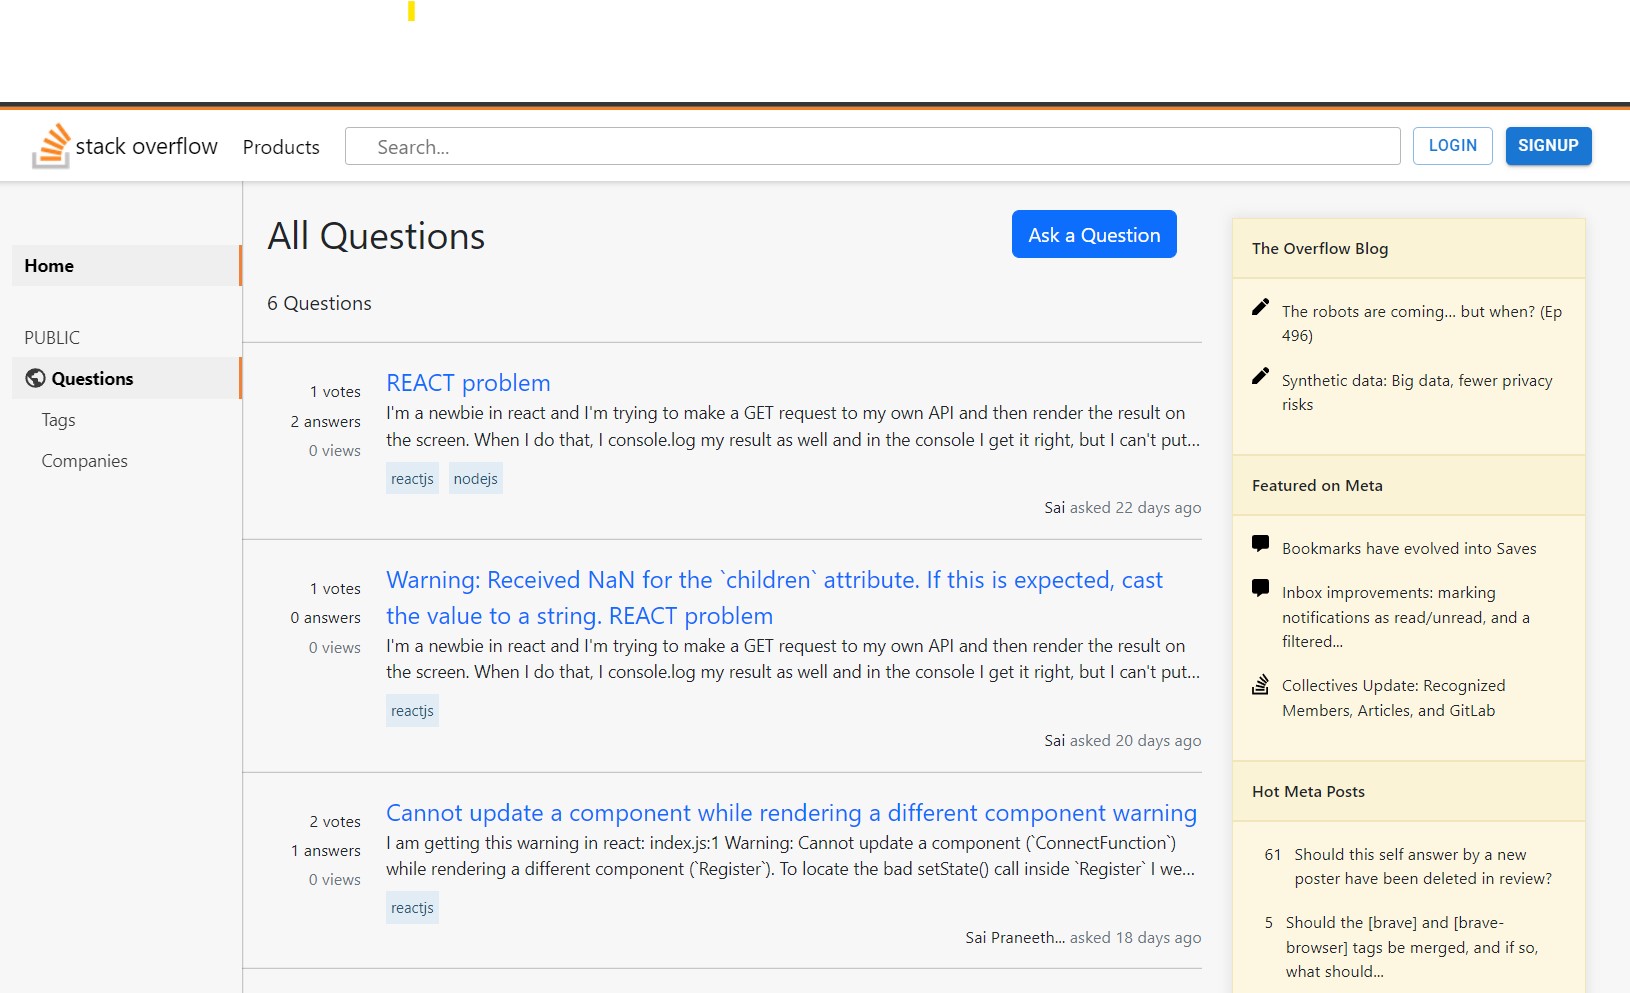 stack overflow
Products
Search...
LOGIN
SIGNUP
Home
PUBLIC
Questions
Tags
Companies
All Questions
Ask a Question
6 Questions
1 votes
2 answers
0 views
REACT problem
I'm a newbie in react and I'm trying to make a GET request to my own API and then render the result on
the screen. When I do that, I console.log my result as well and in the console I get it right, but I can't put...
reactjs
nodejs
Sai asked 22 days ago
1 votes
0 answers
0 views
Warning: Received NaN for the `children` attribute. If this is expected, cast
the value to a string. REACT problem
I'm a newbie in react and I'm trying to make a GET request to my own API and then render the result on
the screen. When I do that, I console.log my result as well and in the console I get it right, but I can't put...
reactjs
Sai asked 20 days ago
2 votes
1 answers
0 views
Cannot update a component while rendering a different component warning
I am getting this warning in react: index.js:1 Warning: Cannot update a component (`ConnectFunction`)
while rendering a different component (`Register`). To locate the bad setState() call inside `Register` I we...
reactjs
Sai Praneeth... asked 18 days ago
The Overflow Blog
The robots are coming... but when? (Ep
496)
Synthetic data: Big data, fewer privacy
risks
Featured on Meta
Bookmarks have evolved into Saves
Inbox improvements: marking
notifications as read/unread, and a
filtered...
Collectives Update: Recognized
Members, Articles, and GitLab
Hot Meta Posts
61 Should this self answer by a new
poster have been deleted in review?
5 Should the [brave] and [brave-
browser] tags be merged, and if so,
what should...